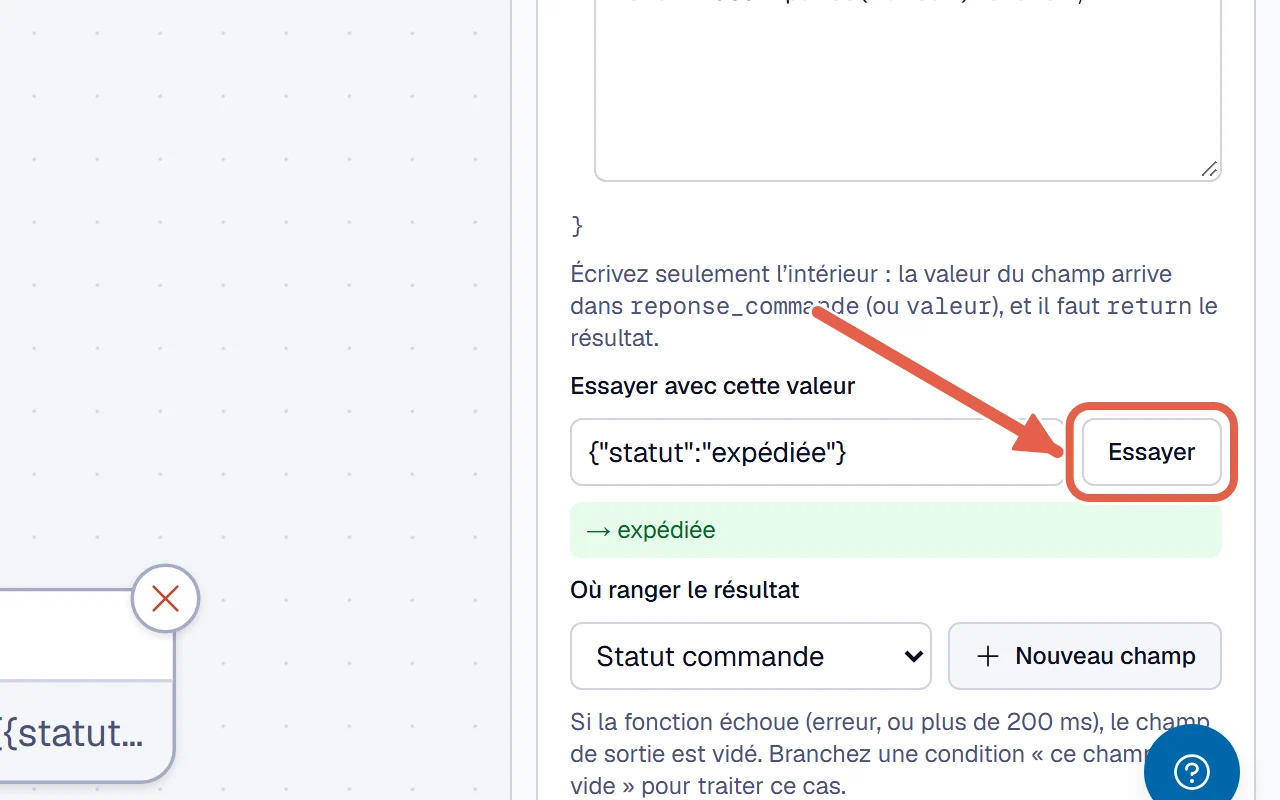 }
Écrivez seulement l’intérieur : la valeur du champ arrive
dans reponse_commande (ou valeur), et il faut return le
résultat.
Essayer avec cette valeur
{"statut":"expédiée"}
Essayer
→ expédiée
Où ranger le résultat
Statut commande
+ Nouveau champ
Si la fonction échoue (erreur, ou plus de 200 ms), le champ
de sortie est vidé. Branchez une condition « ce champ
vide » pour traiter ce cas.
{{statut...